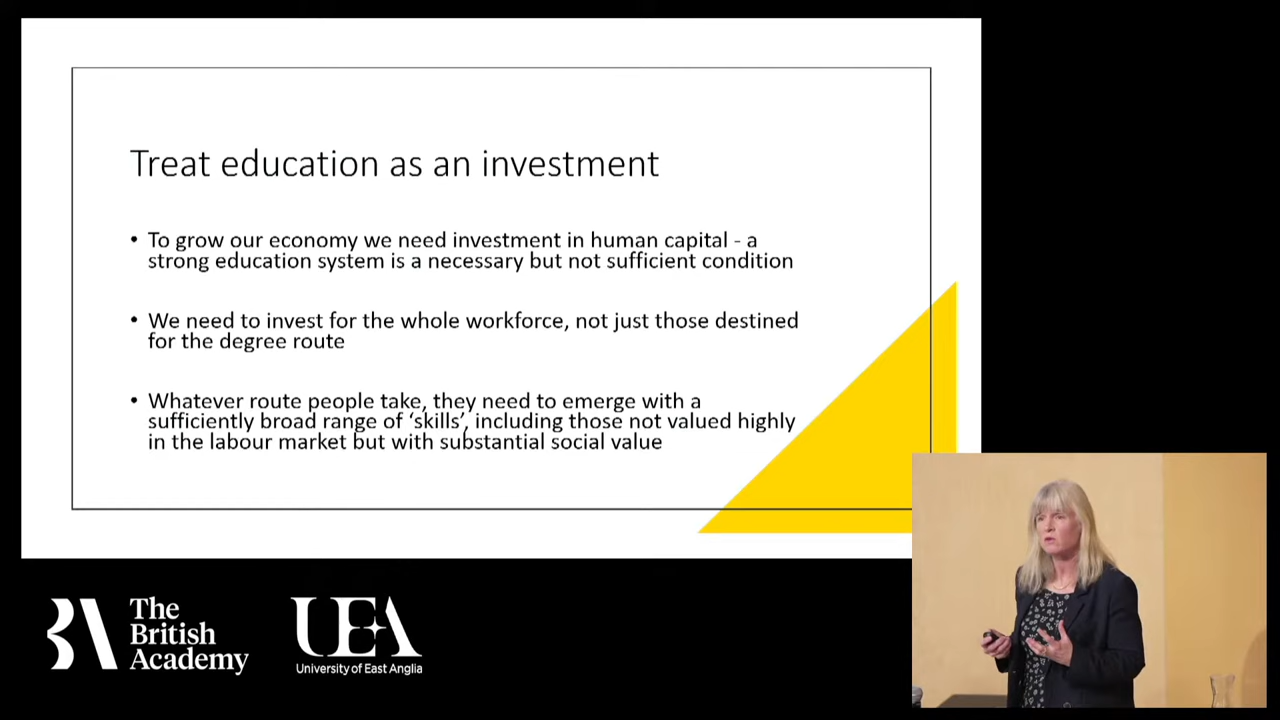 Treat education as an investment
• To grow our economy we need investment in human capital - a
strong education system is a necessary but not sufficient condition
• We need to invest for the whole workforce, not just those destined
for the degree route
• Whatever route people take, they need to emerge with a
sufficiently broad range of ‘skills’, including those not valued highly
in the labour market but with substantial social value
The
British
Academy
UEA
University of East Anglia